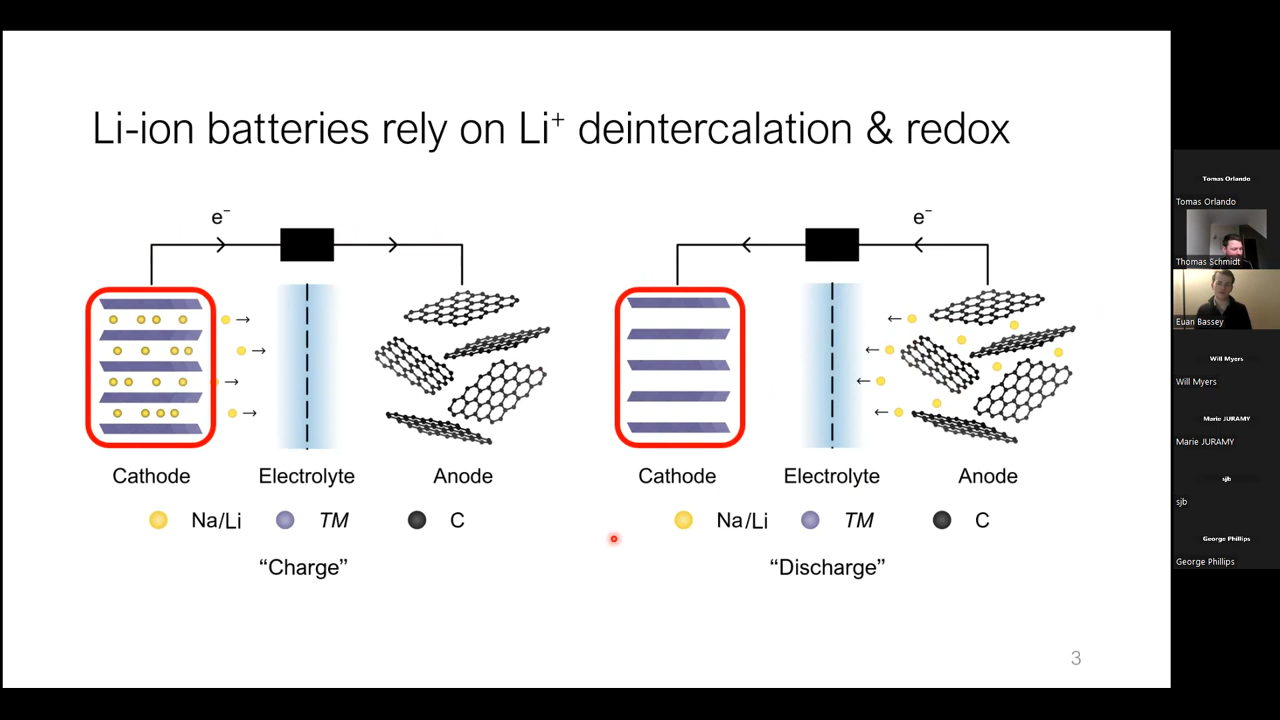 Li-ion batteries rely on Li⁺ deintercalation & redox
e⁻
Cathode
Electrolyte
Anode
Na/Li
TM
C
"Charge"
e⁻
Cathode
Electrolyte
Anode
Na/Li
TM
C
"Discharge"
3
Tomas Orlando
Tomas Orlando
Thomas Schmidt
Euan Bassey
Will Myers
Will Myers
Marie JURAMY
Marie JURAMY
sjb
sjb
George Phillips
George Phillips